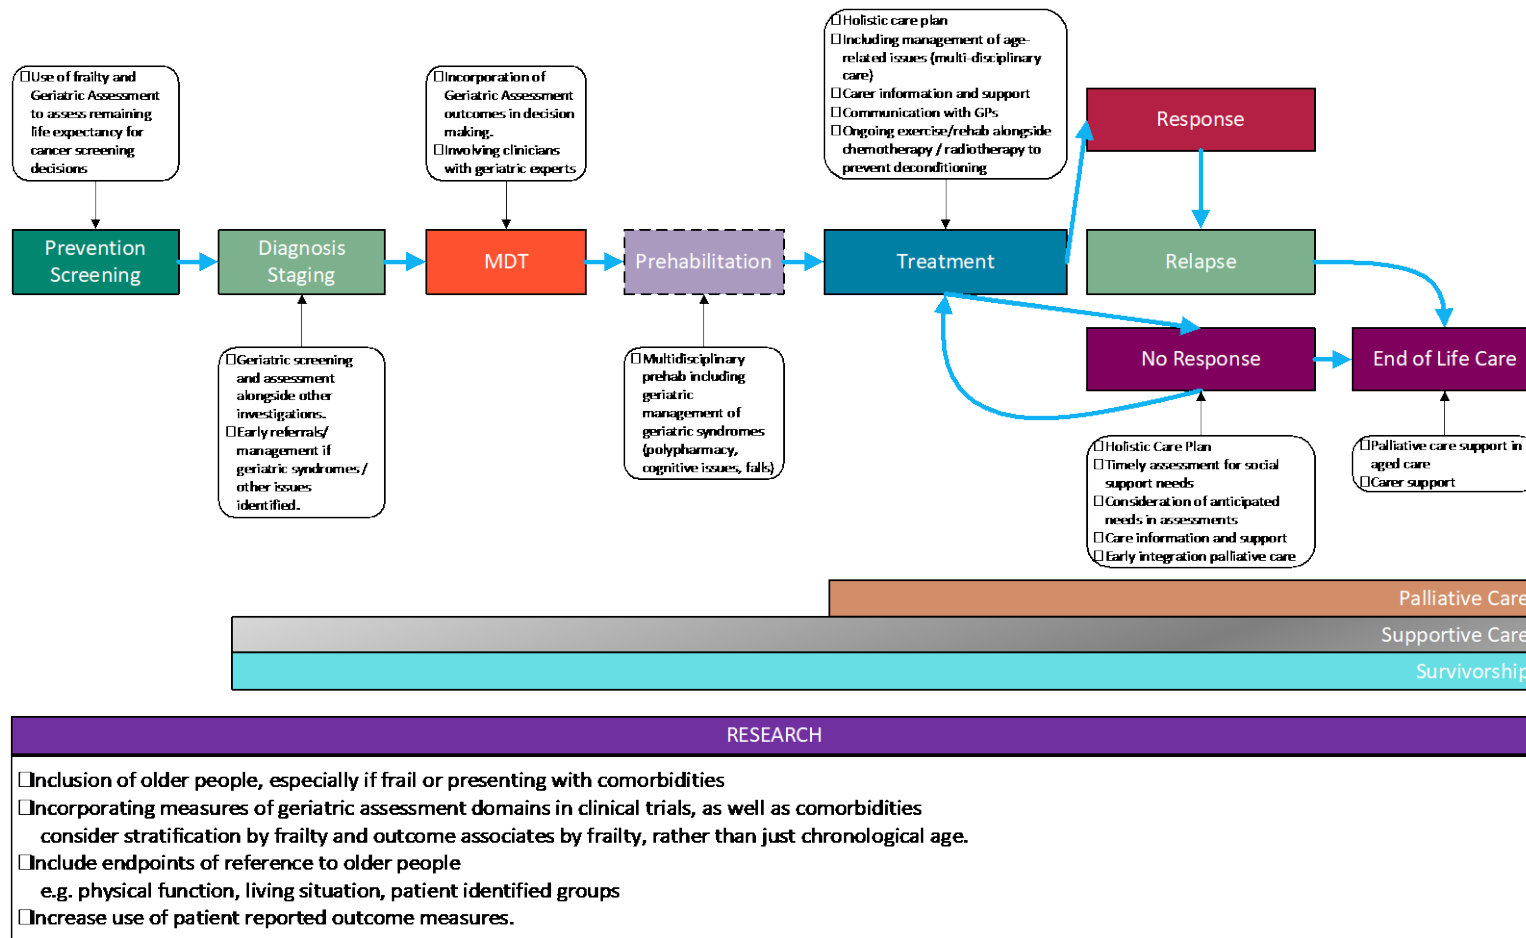 □Use of frailty and
Geriatric Assessment
to assess remaining
life expectancy for
cancer screening
decisions
□Incorporation of
Geriatric Assessment
outcomes in decision
making.
□Involving clinicians
with geriatric experts
□Holistic care plan
□Including management of age-
related issues (multi-disciplinary
care)
□Carer information and support
□Communication with GPs
□Ongoing exercise/rehab alongside
chemotherapy / radiotherapy to
prevent deconditioning
Response
Prevention
Screening
Diagnosis
Staging
MDT
Prehabilitation
Treatment
Relapse
No Response
End of Life Care
□Geriatric screening
and assessment
alongside other
investigations.
□Early referrals/
management if
geriatric syndromes /
other issues
identified.
□Multidisciplinary
prehab including
geriatric
management of
geriatric syndromes
(polypharmacy,
cognitive issues, falls)
□Holistic Care Plan
□Timely assessment for social
support needs
□Consideration of anticipated
needs in assessments
□Care information and support
□Early integration palliative care
□Palliative care support in
aged care
□Carer support
Palliative Care
Supportive Care
Survivorship
RESEARCH
□Inclusion of older people, especially if frail or presenting with comorbidities
□Incorporating measures of geriatric assessment domains in clinical trials, as well as comorbidities
consider stratification by frailty and outcome associates by frailty, rather than just chronological age.
□Include endpoints of reference to older people
e.g. physical function, living situation, patient identified groups
□Increase use of patient reported outcome measures.